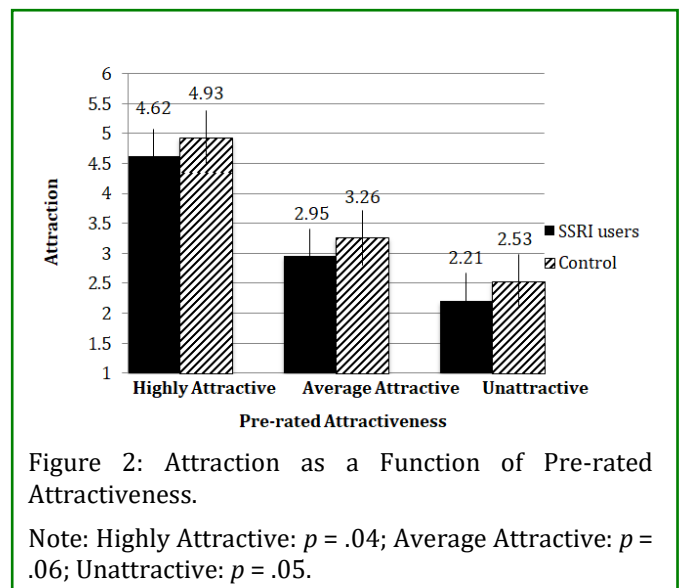 6
5.5
5
4.5
4
3.5
3
2.5
2
1.5
1
Attraction
4.62
4.93
2.95
3.26
2.21
2.53
SSRI users
Control
Highly Attractive
Average Attractive
Unattractive
Pre-rated Attractiveness
Figure 2: Attraction as a Function of Pre-rated
Attractiveness.
Note: Highly Attractive: p = .04; Average Attractive: p =
.06; Unattractive: p = .05.